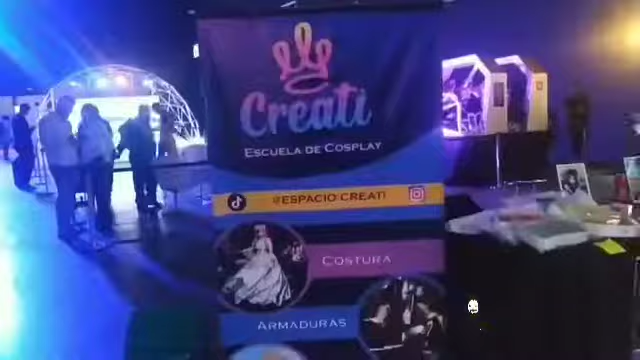 Creati
ESCUELA DE COSPLAY
@ESPACIO CREATI
COSTURA
ARMADURAS